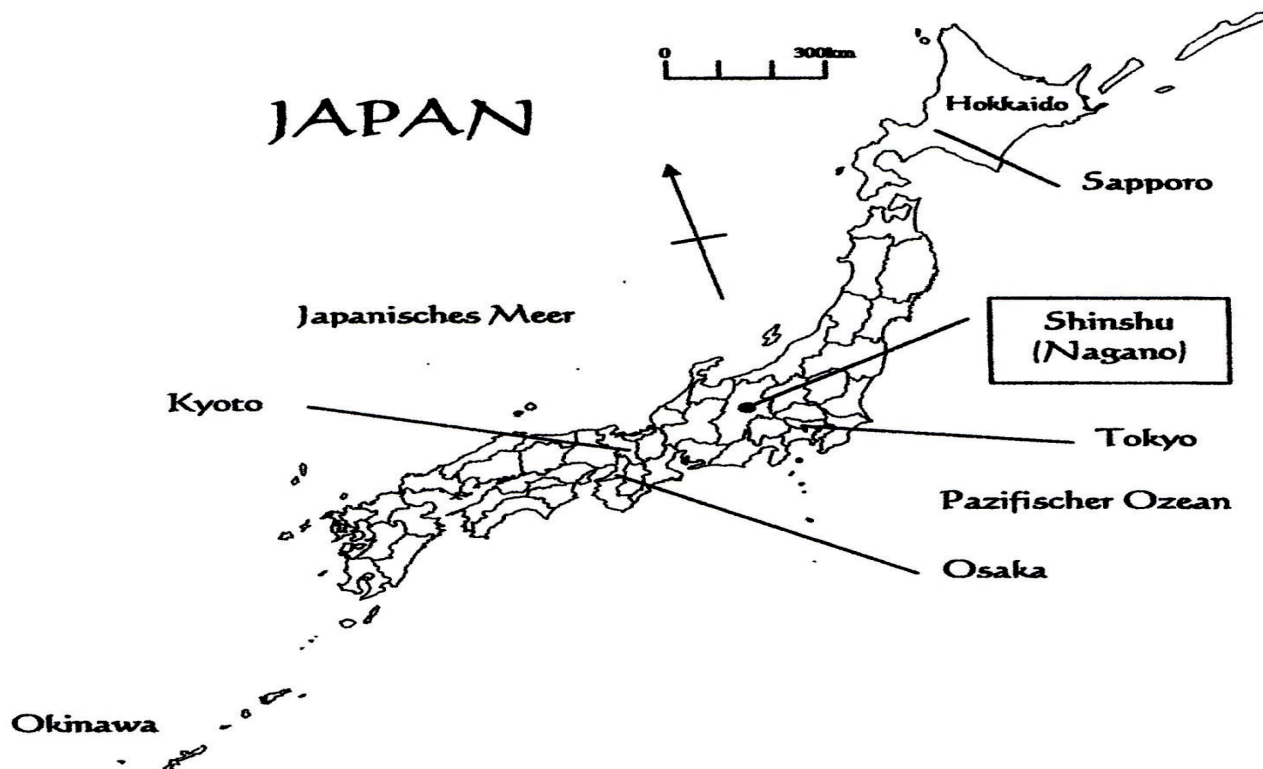 0 300km
JAPAN
Hokkaido
Sapporo
Japanisches Meer
Shinshu
(Nagano)
Kyoto
Tokyo
Pazifischer Ozean
Osaka
Okinawa